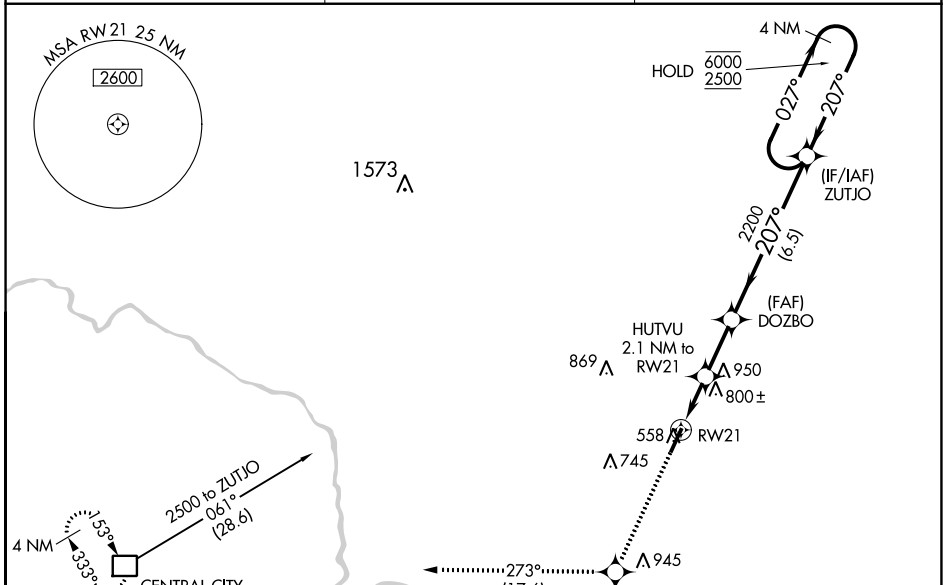 MSA RW21 25 NM
2600
4 NM
HOLD 6000
2500
027°
207°
1573
(IF/IAF)
ZUTJO
2200
207°
(6.5)
(FAF)
DOZBO
HUTVU
2.1 NM to
RW21
869
950
800 ±
558
RW21
745
2500 to ZUTJO
061°
(28.6)
153°
4 NM
333°
945
273°